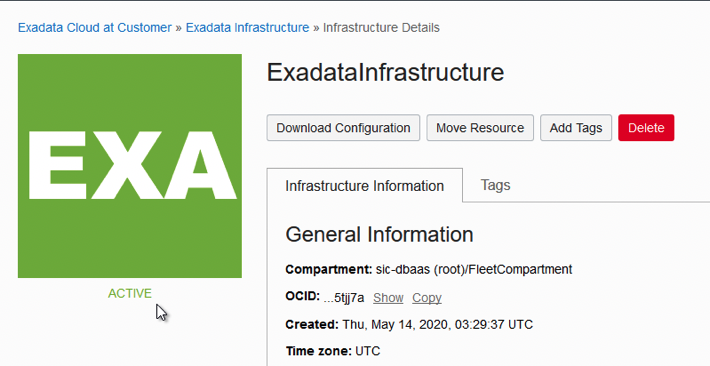 Exadata Cloud at Customer » Exadata Infrastructure » Infrastructure Details
EXA
ACTIVE
ExadataInfrastructure
Download Configuration Move Resource Add Tags Delete
Infrastructure Information Tags
General Information
Compartment: sic-dbaas (root)/FleetCompartment
OCID: ...5tjj7a Show Copy
Created: Thu, May 14, 2020, 03:29:37 UTC
Time zone: UTC